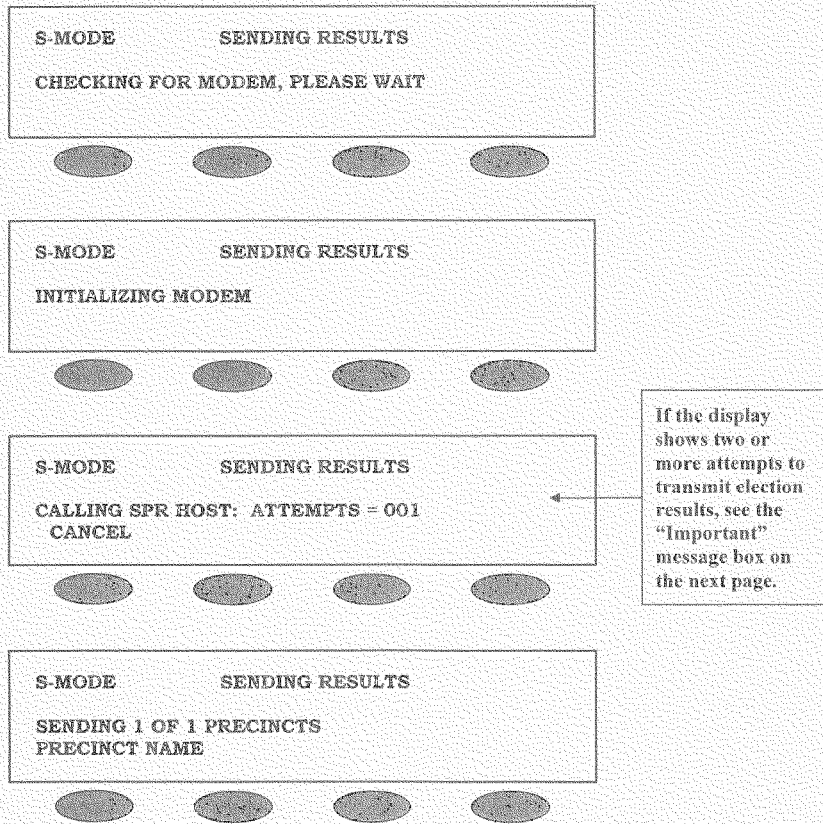 S-MODE SENDING RESULTS
CHECKING FOR MODEM, PLEASE WAIT
S-MODE SENDING RESULTS
INITIALIZING MODEM
S-MODE SENDING RESULTS
CALLING SPR HOST: ATTEMPTS = 001
CANCEL
If the display
shows two or
more attempts to
transmit election
results, see the
“Important”
message box on
the next page.
S-MODE SENDING RESULTS
SENDING 1 OF 1 PRECINCTS
PRECINCT NAME